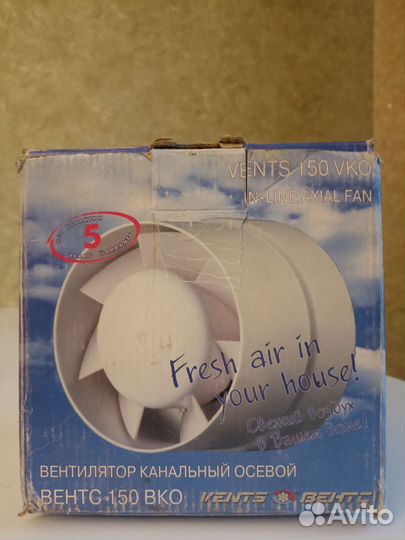 VENTS 150 VKO
IN-LINE AXIAL FAN
5
Fresh air in
your house!
Свежий воздух
в Вашем доме!
ВЕНТИЛЯТОР КАНАЛЬНЫЙ ОСЕВОЙ
ВЕНТС 150 ВКО
VENTS ВЕНТС
Avito